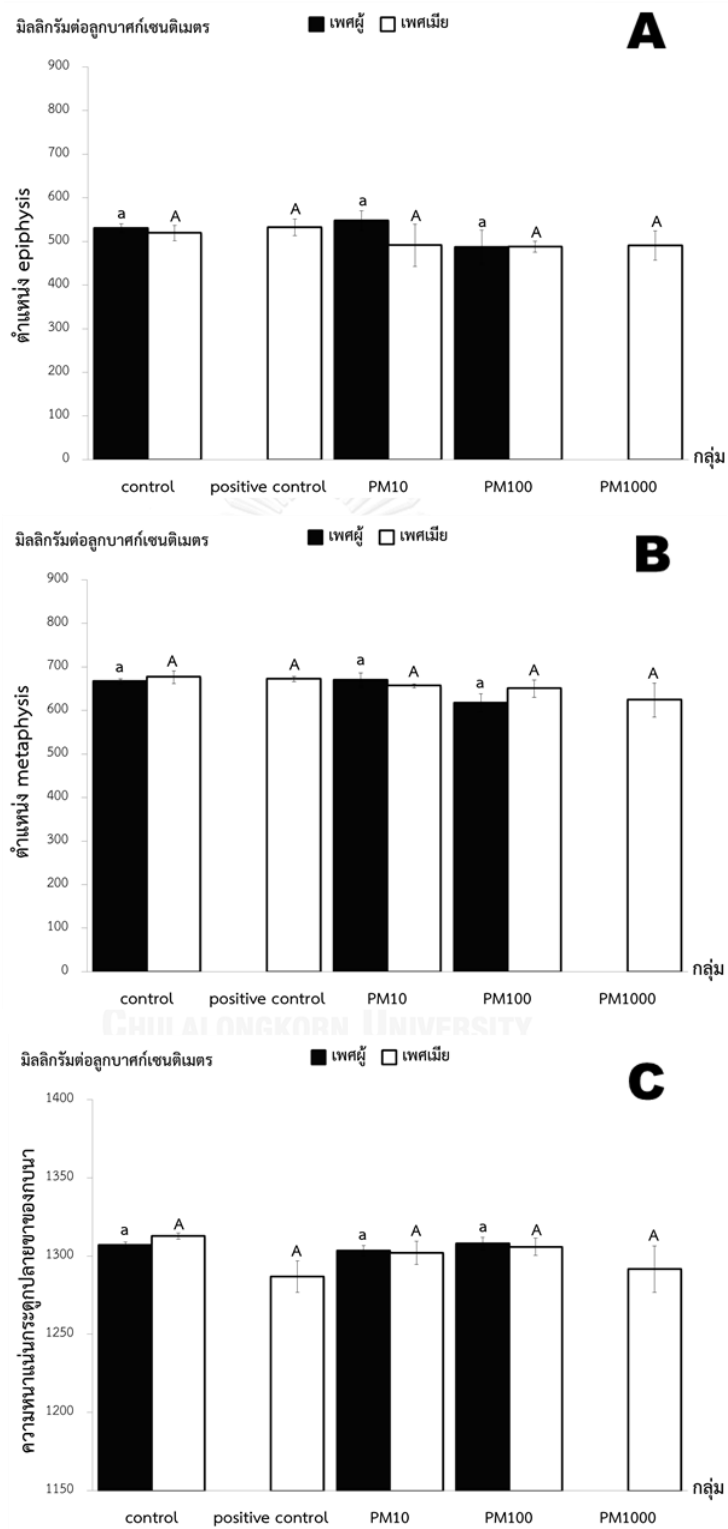 มิลลิกรัมต่อลูกบาศก์เซนติเมตร
เพศผู้ เพศเมีย
A
ตำแหน่ง epiphysis
900
800
700
600
500
400
300
200
100
0
a A A a A a A A
control positive control PM10 PM100 PM1000
กลุ่ม
มิลลิกรัมต่อลูกบาศก์เซนติเมตร
เพศผู้ เพศเมีย
B
ตำแหน่ง metaphysis
900
800
700
600
500
400
300
200
100
0
a A A a A a A A
control positive control PM10 PM100 PM1000
กลุ่ม
CHULALONGKORN UNIVERSITY
มิลลิกรัมต่อลูกบาศก์เซนติเมตร
เพศผู้ เพศเมีย
C
ความหนาแน่นกระดูกปลายขาของกบนา
1400
1350
1300
1250
1200
1150
a A A a A a A A
control positive control PM10 PM100 PM1000
กลุ่ม